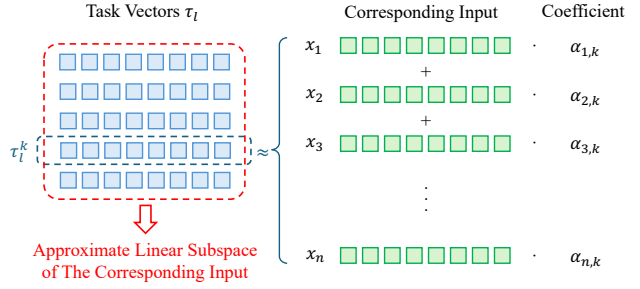 Task Vectors τ_l
Corresponding Input
Coefficient
x_1 · α_{1,k}
+
x_2 · α_{2,k}
+
x_3 · α_{3,k}
τ_l^k ≈
⋮
x_n · α_{n,k}
Approximate Linear Subspace
of The Corresponding Input